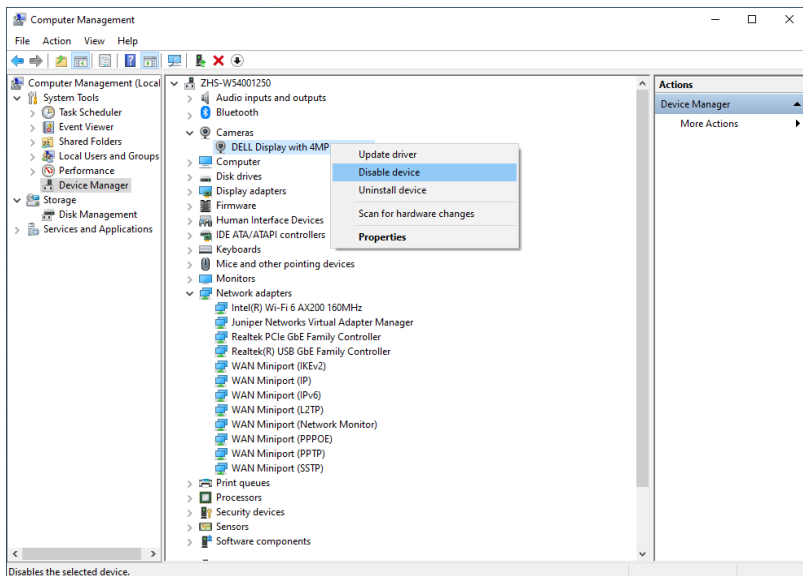 Computer Management
File Action View Help
Computer Management (Local
System Tools
Task Scheduler
Event Viewer
Shared Folders
Local Users and Groups
Performance
Device Manager
Storage
Disk Management
Services and Applications
ZHS-W54001250
Audio inputs and outputs
Bluetooth
Cameras
DELL Display with 4MP
Computer
Disk drives
Display adapters
Firmware
Human Interface Devices
IDE ATA/ATAPI controllers
Keyboards
Mice and other pointing devices
Monitors
Network adapters
Intel(R) Wi-Fi 6 AX200 160MHz
Juniper Networks Virtual Adapter Manager
Realtek PCIe GbE Family Controller
Realtek(R) USB GbE Family Controller
WAN Miniport (IKEv2)
WAN Miniport (IP)
WAN Miniport (IPv6)
WAN Miniport (L2TP)
WAN Miniport (Network Monitor)
WAN Miniport (PPPOE)
WAN Miniport (PPTP)
WAN Miniport (SSTP)
Print queues
Processors
Security devices
Sensors
Software components
Update driver
Disable device
Uninstall device
Scan for hardware changes
Properties
Actions
Device Manager
More Actions
Disables the selected device.